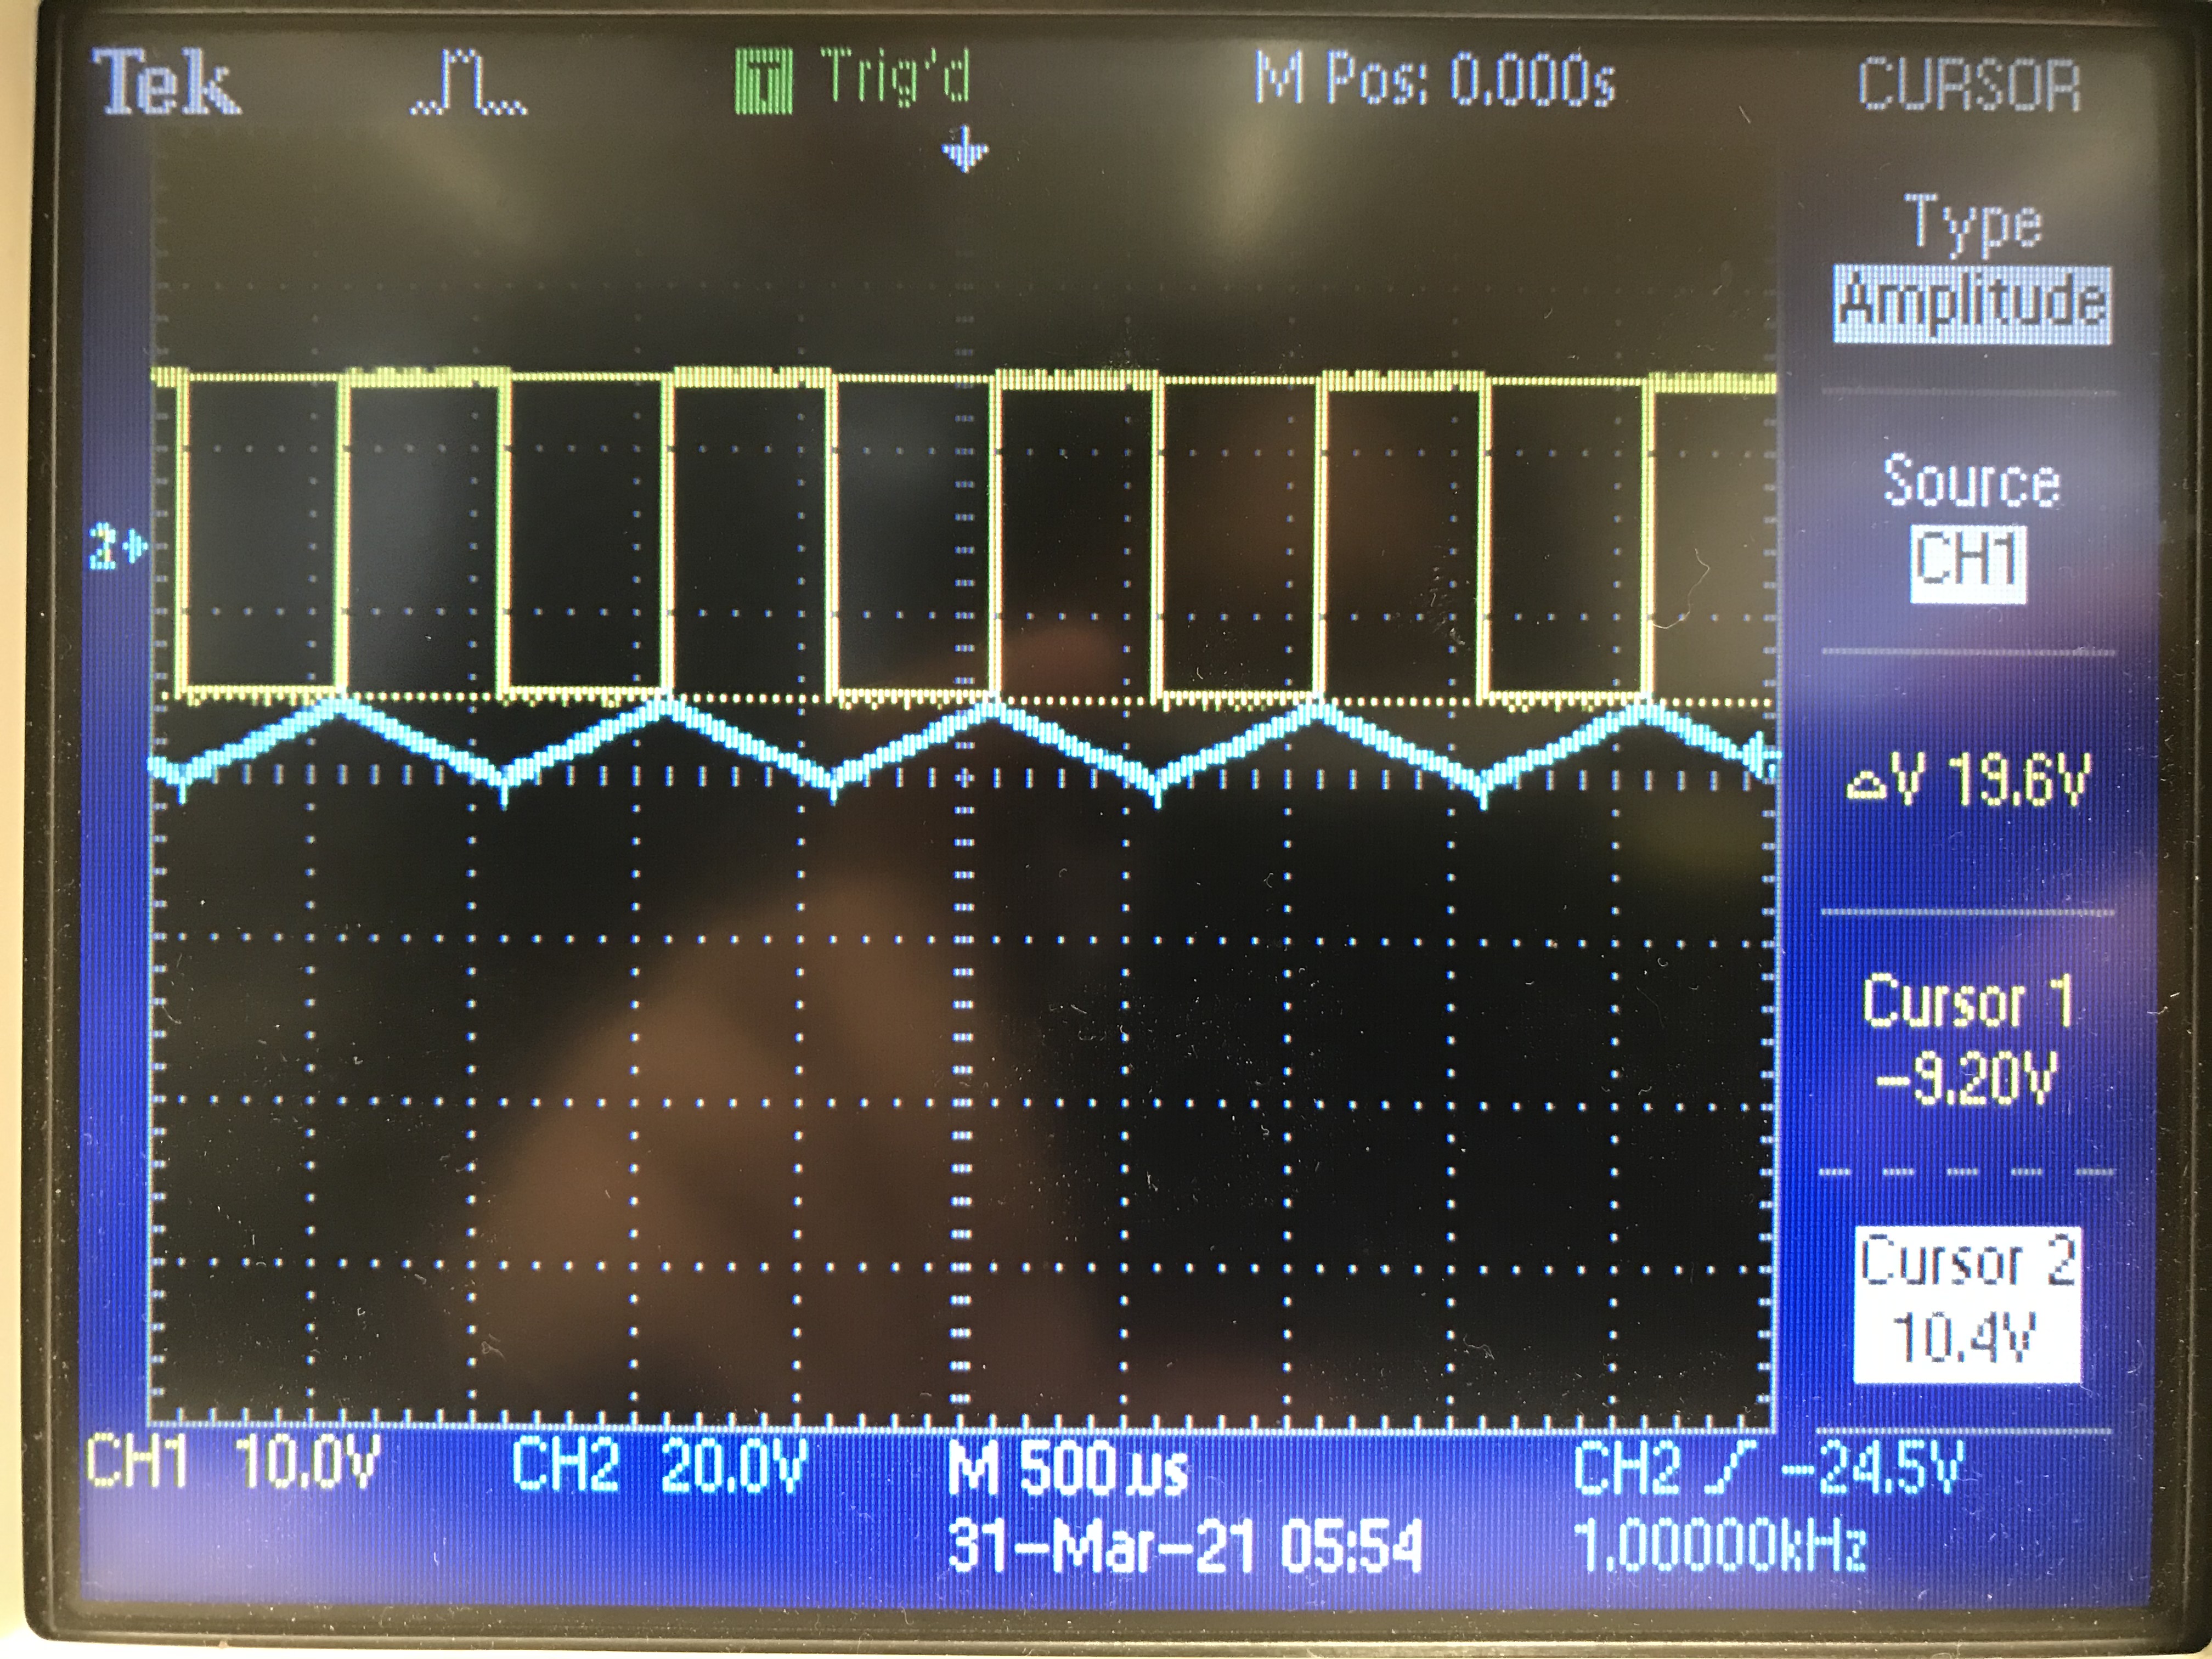 Tek T Trig'd M Pos: 0.000s CURSOR
Type
Amplitude
Source
CH1
2
△V 19.6V
Cursor 1
-9.20V
Cursor 2
10.4V
CH1 10.0V CH2 20.0V M 500µs CH2 -24.5V
31-Mar-21 05:54 1.00000kHz